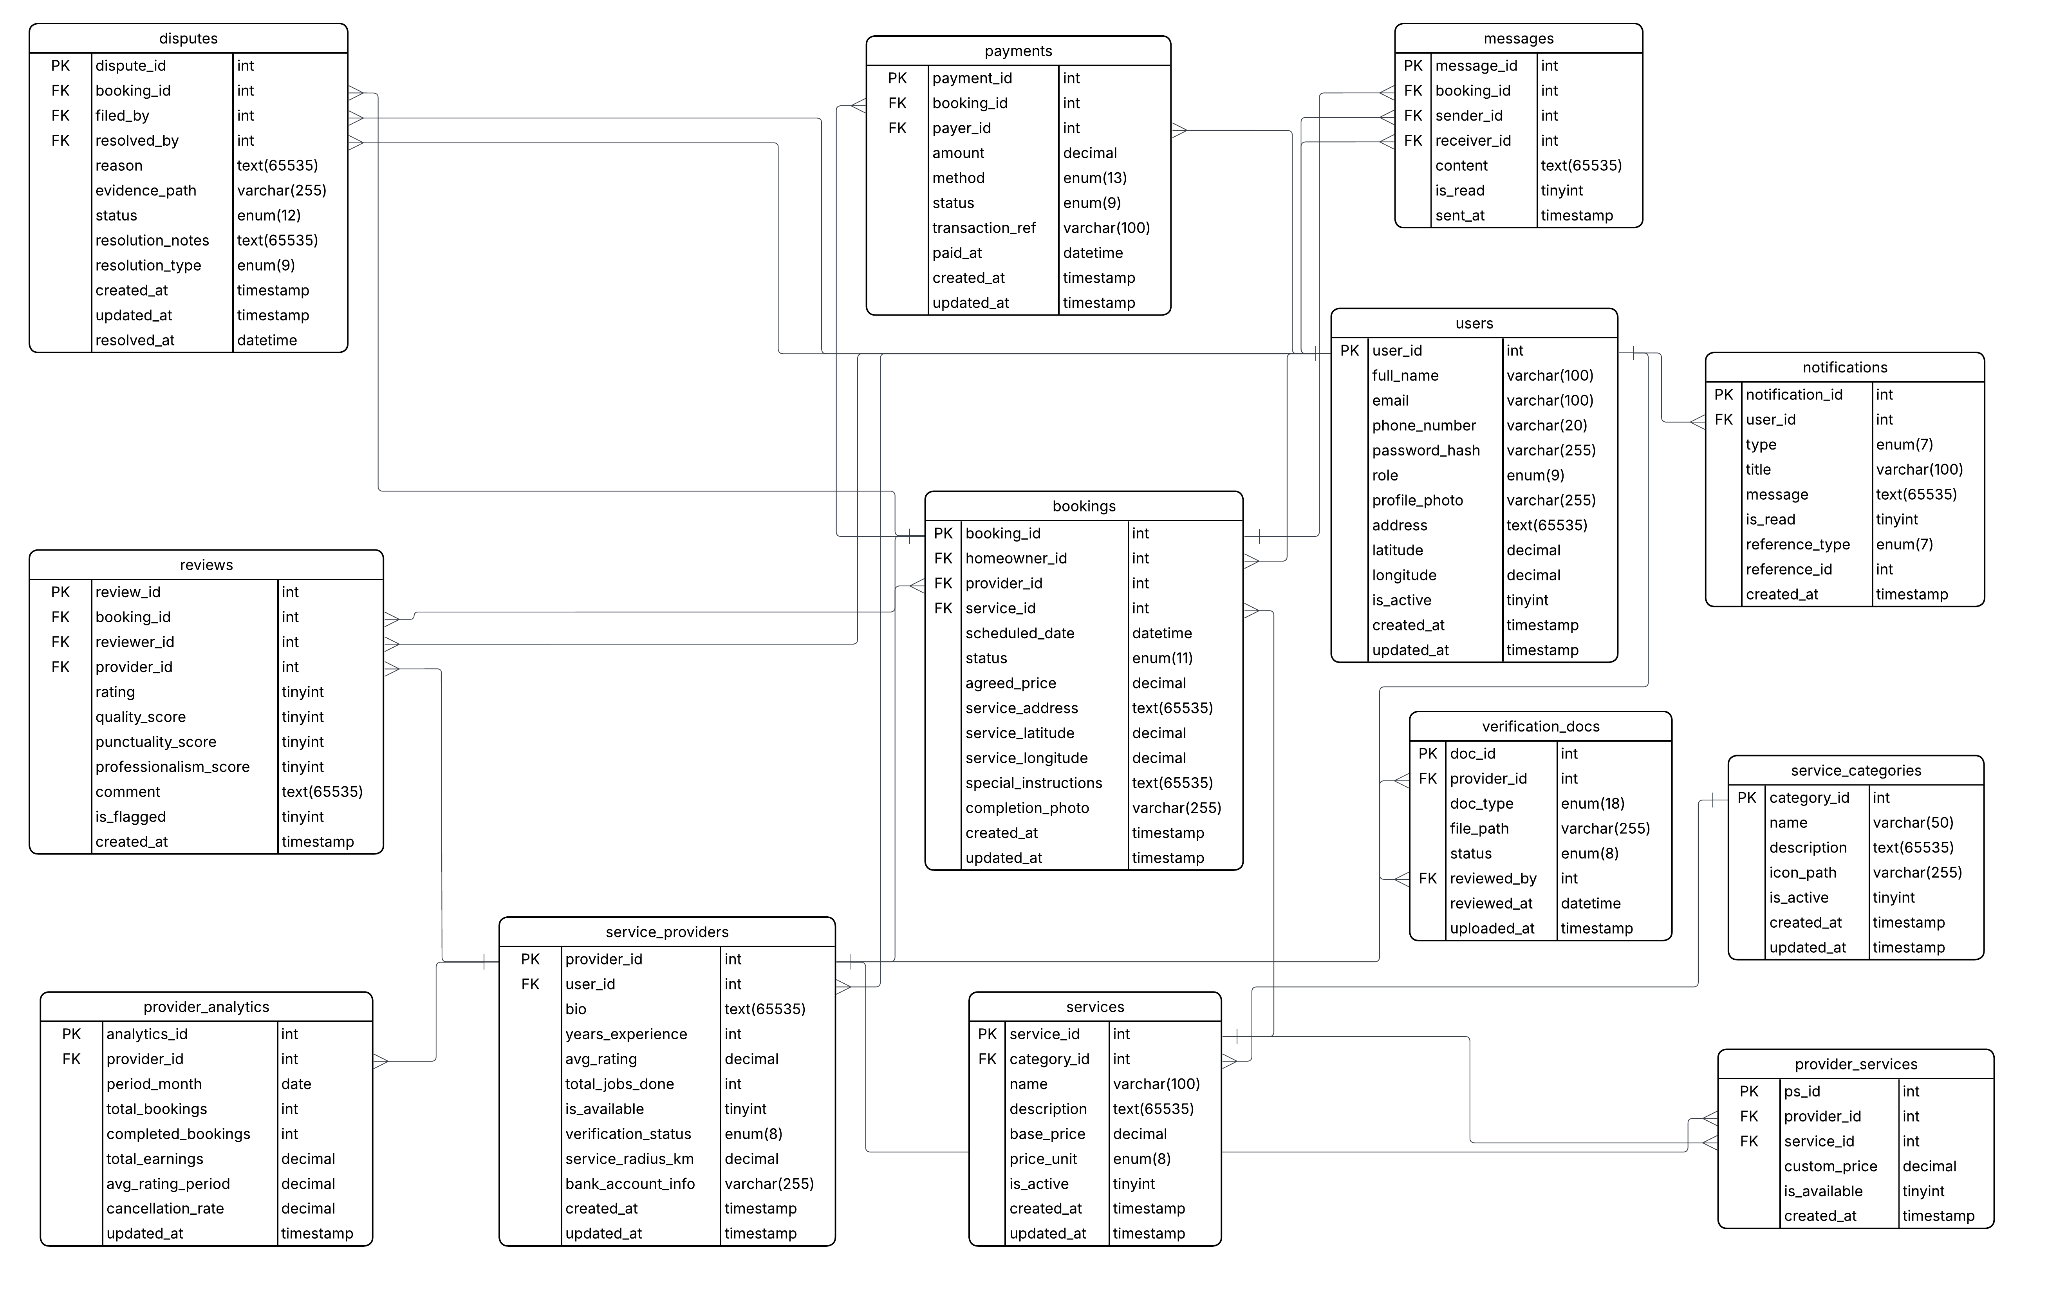 disputes
PK dispute_id int
FK booking_id int
FK filed_by int
FK resolved_by int
reason text(65535)
evidence_path varchar(255)
status enum(12)
resolution_notes text(65535)
resolution_type enum(9)
created_at timestamp
updated_at timestamp
resolved_at datetime
payments
PK payment_id int
FK booking_id int
FK payer_id int
amount decimal
method enum(13)
status enum(9)
transaction_ref varchar(100)
paid_at datetime
created_at timestamp
updated_at timestamp
messages
PK message_id int
FK booking_id int
FK sender_id int
FK receiver_id int
content text(65535)
is_read tinyint
sent_at timestamp
users
PK user_id int
full_name varchar(100)
email varchar(100)
phone_number varchar(20)
password_hash varchar(255)
role enum(9)
profile_photo varchar(255)
address text(65535)
latitude decimal
longitude decimal
is_active tinyint
created_at timestamp
updated_at timestamp
notifications
PK notification_id int
FK user_id int
type enum(7)
title varchar(100)
message text(65535)
is_read tinyint
reference_type enum(7)
reference_id int
created_at timestamp
bookings
PK booking_id int
FK homeowner_id int
FK provider_id int
FK service_id int
scheduled_date datetime
status enum(11)
agreed_price decimal
service_address text(65535)
service_latitude decimal
service_longitude decimal
special_instructions text(65535)
completion_photo varchar(255)
created_at timestamp
updated_at timestamp
reviews
PK review_id int
FK booking_id int
FK reviewer_id int
FK provider_id int
rating tinyint
quality_score tinyint
punctuality_score tinyint
professionalism_score tinyint
comment text(65535)
is_flagged tinyint
created_at timestamp
verification_docs
PK doc_id int
FK provider_id int
doc_type enum(18)
file_path varchar(255)
status enum(8)
FK reviewed_by int
reviewed_at datetime
uploaded_at timestamp
service_categories
PK category_id int
name varchar(50)
description text(65535)
icon_path varchar(255)
is_active tinyint
created_at timestamp
updated_at timestamp
service_providers
PK provider_id int
FK user_id int
bio text(65535)
years_experience int
avg_rating decimal
total_jobs_done int
is_available tinyint
verification_status enum(8)
service_radius_km decimal
bank_account_info varchar(255)
created_at timestamp
updated_at timestamp
provider_analytics
PK analytics_id int
FK provider_id int
period_month date
total_bookings int
completed_bookings int
total_earnings decimal
avg_rating_period decimal
cancellation_rate decimal
updated_at timestamp
services
PK service_id int
FK category_id int
name varchar(100)
description text(65535)
base_price decimal
price_unit enum(8)
is_active tinyint
created_at timestamp
updated_at timestamp
provider_services
PK ps_id int
FK provider_id int
FK service_id int
custom_price decimal
is_available tinyint
created_at timestamp